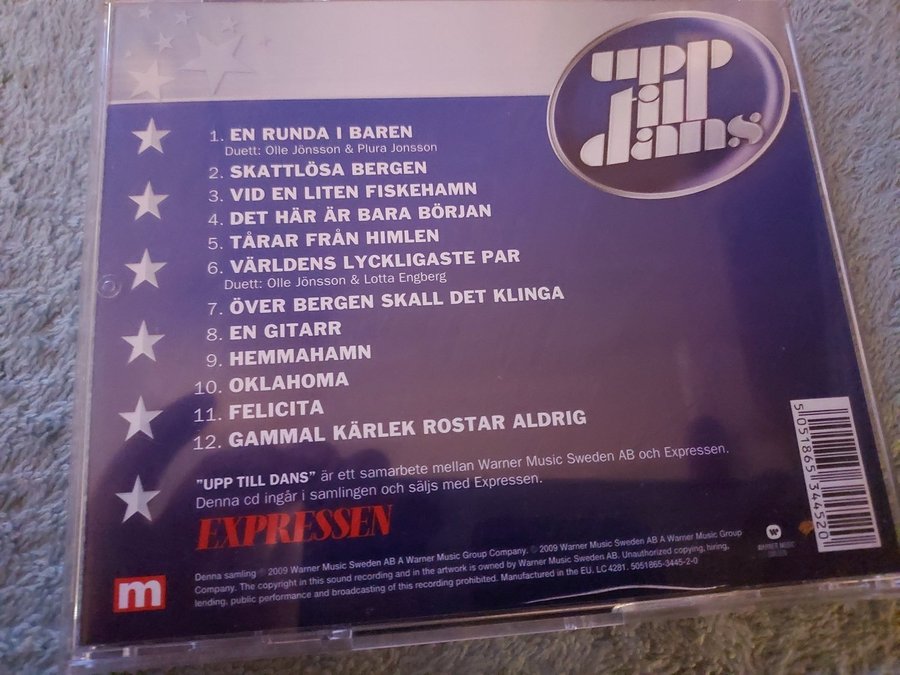 upp
till
dans
1. EN RUNDA I BAREN
Duett: Olle Jönsson & Plura Jonsson
2. SKATTLÖSA BERGEN
3. VID EN LITEN FISKEHAMN
4. DET HÄR ÄR BARA BÖRJAN
5. TÅRAR FRÅN HIMLEN
6. VÄRLDENS LYCKLIGASTE PAR
Duett: Olle Jönsson & Lotta Engberg
7. ÖVER BERGEN SKALL DET KLINGA
8. EN GITARR
9. HEMMAHAMN
10. OKLAHOMA
11. FELICITA
12. GAMMAL KÄRLEK ROSTAR ALDRIG
"UPP TILL DANS" är ett samarbete mellan Warner Music Sweden AB och Expressen.
Denna cd ingår i samlingen och säljs med Expressen.
EXPRESSEN
Denna samling © 2009 Warner Music Sweden AB A Warner Music Group Company. ℗ 2009 Warner Music Sweden AB A Warner Music Group
Company. The copyright in this sound recording and in the artwork is owned by Warner Music Sweden AB. Unauthorized copying, hiring,
lending, public performance and broadcasting of this recording prohibited. Manufactured in the EU. LC 4281. 5051865-3445-2-0
m
WARNER MUSIC
5 051865 344520